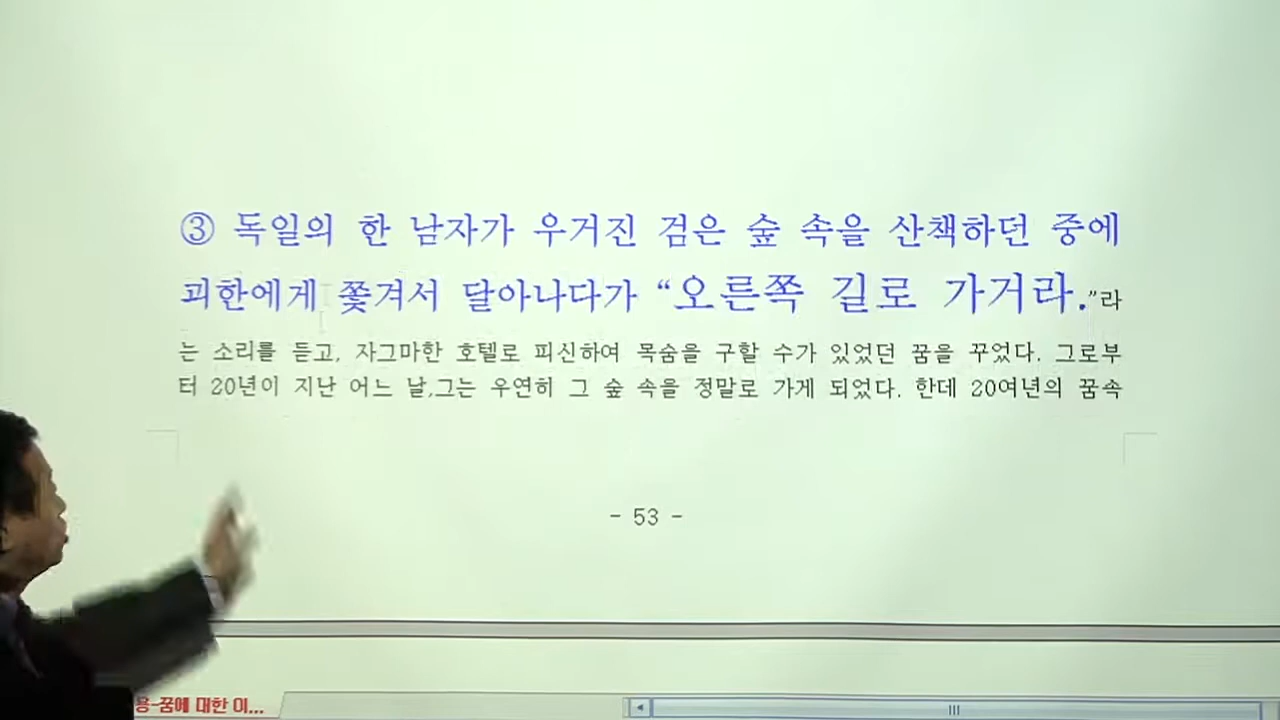 ③ 독일의 한 남자가 우거진 검은 숲 속을 산책하던 중에
괴한에게 쫓겨서 달아나다가 “오른쪽 길로 가거라.”라
는 소리를 듣고, 자그마한 호텔로 피신하여 목숨을 구할 수가 있었던 꿈을 꾸었다. 그로부
터 20년이 지난 어느 날,그는 우연히 그 숲 속을 정말로 가게 되었다. 한데 20여년의 꿈속
- 53 -
용-꿈에 대한 이...